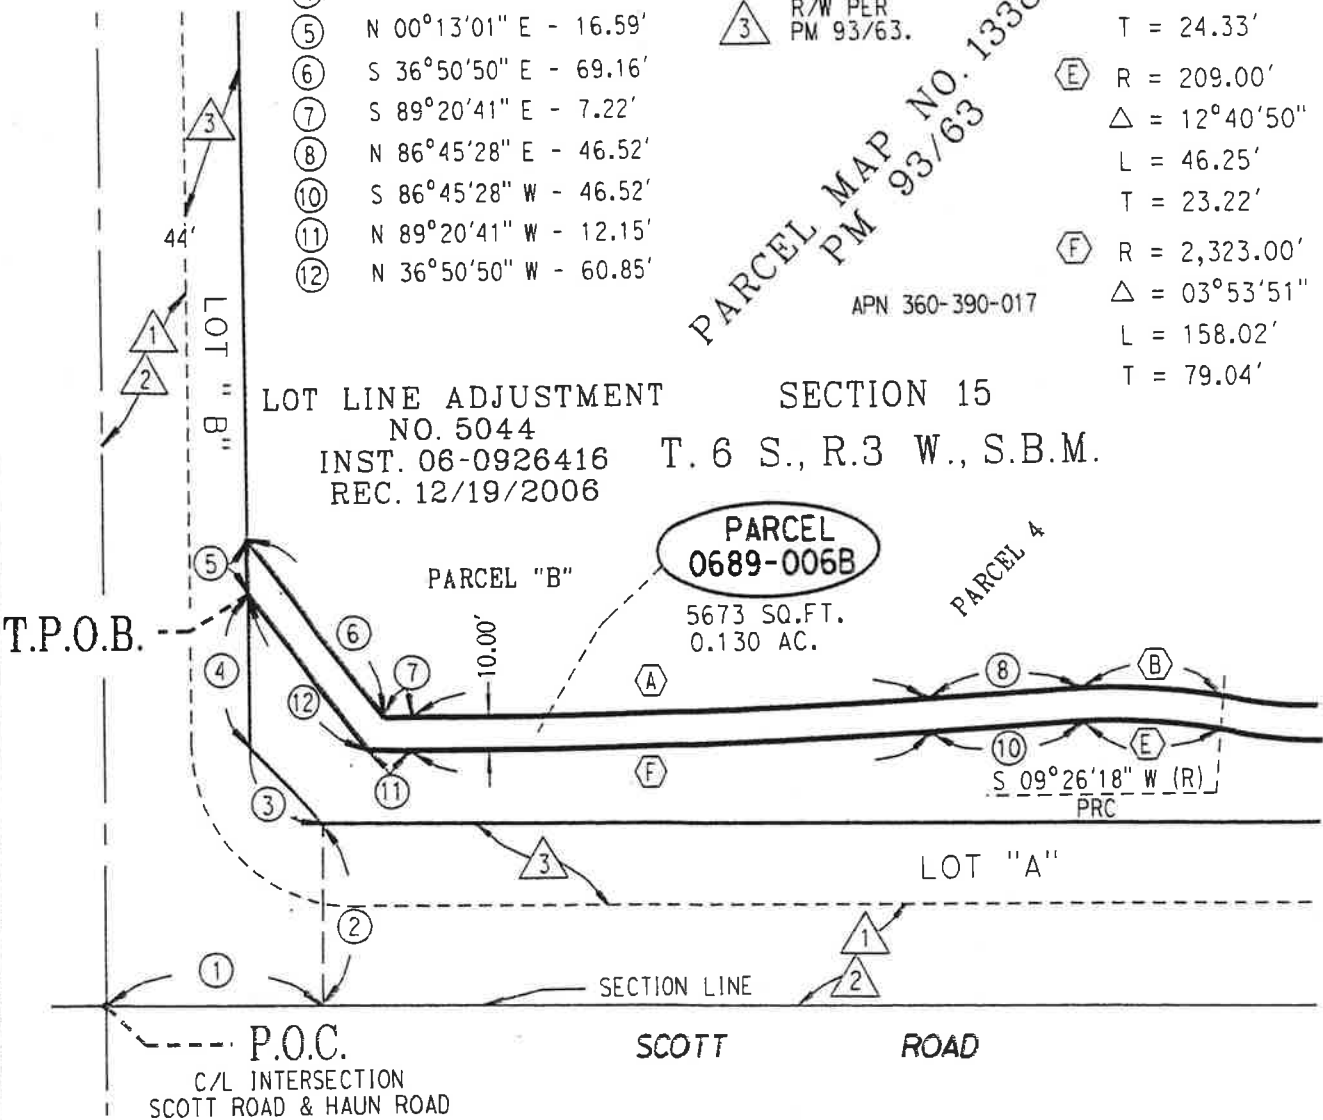 ⑤ N 00°13'01" E - 16.59'
⑥ S 36°50'50" E - 69.16'
⑦ S 89°20'41" E - 7.22'
⑧ N 86°45'28" E - 46.52'
⑩ S 86°45'28" W - 46.52'
⑪ N 89°20'41" W - 12.15'
⑫ N 36°50'50" W - 60.85'
3 R/W PER
PM 93/63.
PARCEL MAP NO.
PM 93/63
APN 360-390-017
T = 24.33'
E R = 209.00'
△ = 12°40'50"
L = 46.25'
T = 23.22'
F R = 2,323.00'
△ = 03°53'51"
L = 158.02'
T = 79.04'
3
44'
1
2
LOT "B"
LOT LINE ADJUSTMENT
NO. 5044
INST. 06-0926416
REC. 12/19/2006
SECTION 15
T. 6 S., R.3 W., S.B.M.
PARCEL
0689-006B
5673 SQ.FT.
0.130 AC.
PARCEL "B"
PARCEL 4
⑤
T.P.O.B.
④
⑥
⑦
10.00'
A
⑧
B
⑫
⑪
F
⑩
E
S 09°26'18" W (R)
PRC
③
3
LOT "A"
②
1
2
①
SECTION LINE
P.O.C.
C/L INTERSECTION
SCOTT ROAD & HAUN ROAD
SCOTT ROAD